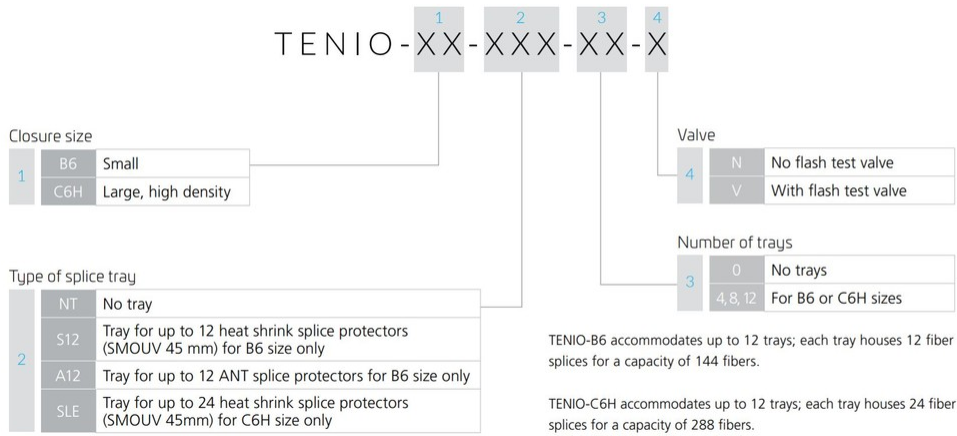 1 2 3 4
TENIO-XX-XXX-XX-X
Closure size
1
B6 Small
C6H Large, high density
Type of splice tray
2
NT No tray
S12 Tray for up to 12 heat shrink splice protectors
(SMOUV 45 mm) for B6 size only
A12 Tray for up to 12 ANT splice protectors for B6 size only
SLE Tray for up to 24 heat shrink splice protectors
(SMOUV 45mm) for C6H size only
Valve
4
N No flash test valve
V With flash test valve
Number of trays
3
0 No trays
4, 8, 12 For B6 or C6H sizes
TENIO-B6 accommodates up to 12 trays; each tray houses 12 fiber
splices for a capacity of 144 fibers.
TENIO-C6H accommodates up to 12 trays; each tray houses 24 fiber
splices for a capacity of 288 fibers.